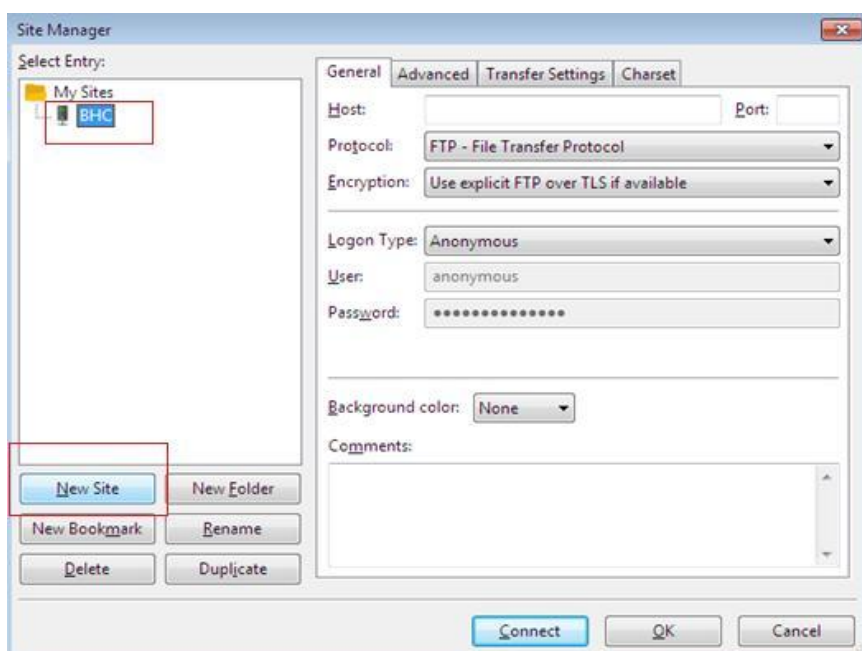 Site Manager
Select Entry:
My Sites
BHC
New Site
New Folder
New Bookmark
Rename
Delete
Duplicate
General
Advanced
Transfer Settings
Charset
Host:
Port:
Protocol:
FTP - File Transfer Protocol
Encryption:
Use explicit FTP over TLS if available
Logon Type:
Anonymous
User:
anonymous
Password:
••••••••••••••
Background color:
None
Comments:
Connect
OK
Cancel